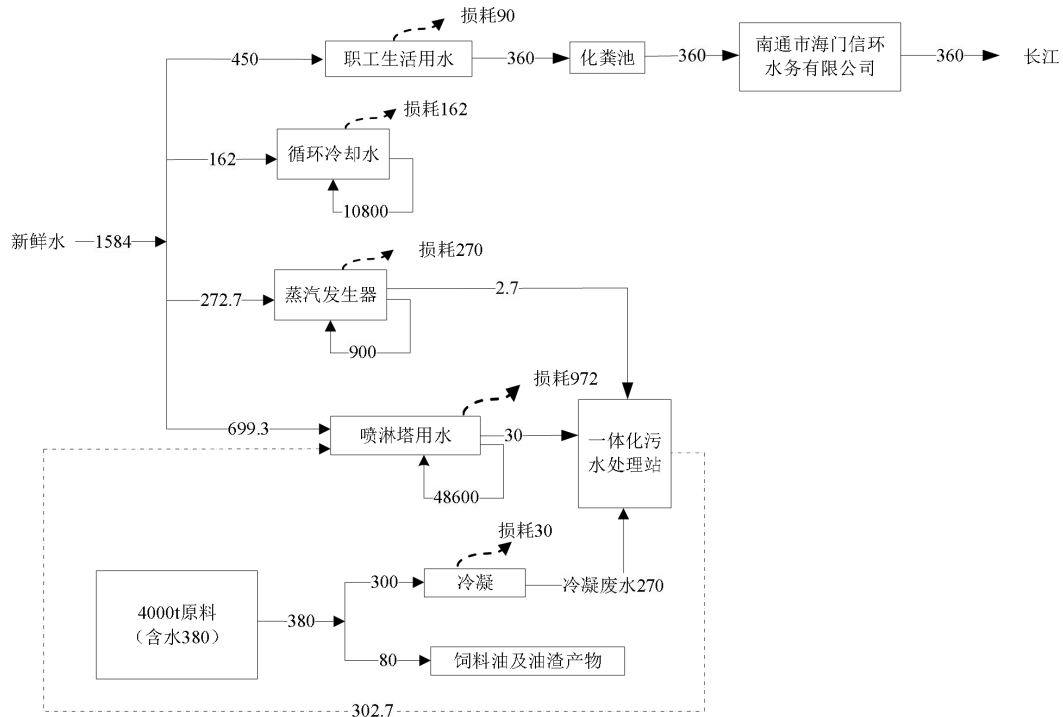 损耗90
450
职工生活用水
360
化粪池
360
南通市海门信环
水务有限公司
360
长江
损耗162
162
循环冷却水
10800
新鲜水
1584
损耗270
272.7
蒸汽发生器
2.7
900
损耗972
699.3
喷淋塔用水
30
一体化污
水处理站
48600
损耗30
4000t原料
（含水380）
380
300
冷凝
冷凝废水270
80
饲料油及油渣产物
302.7